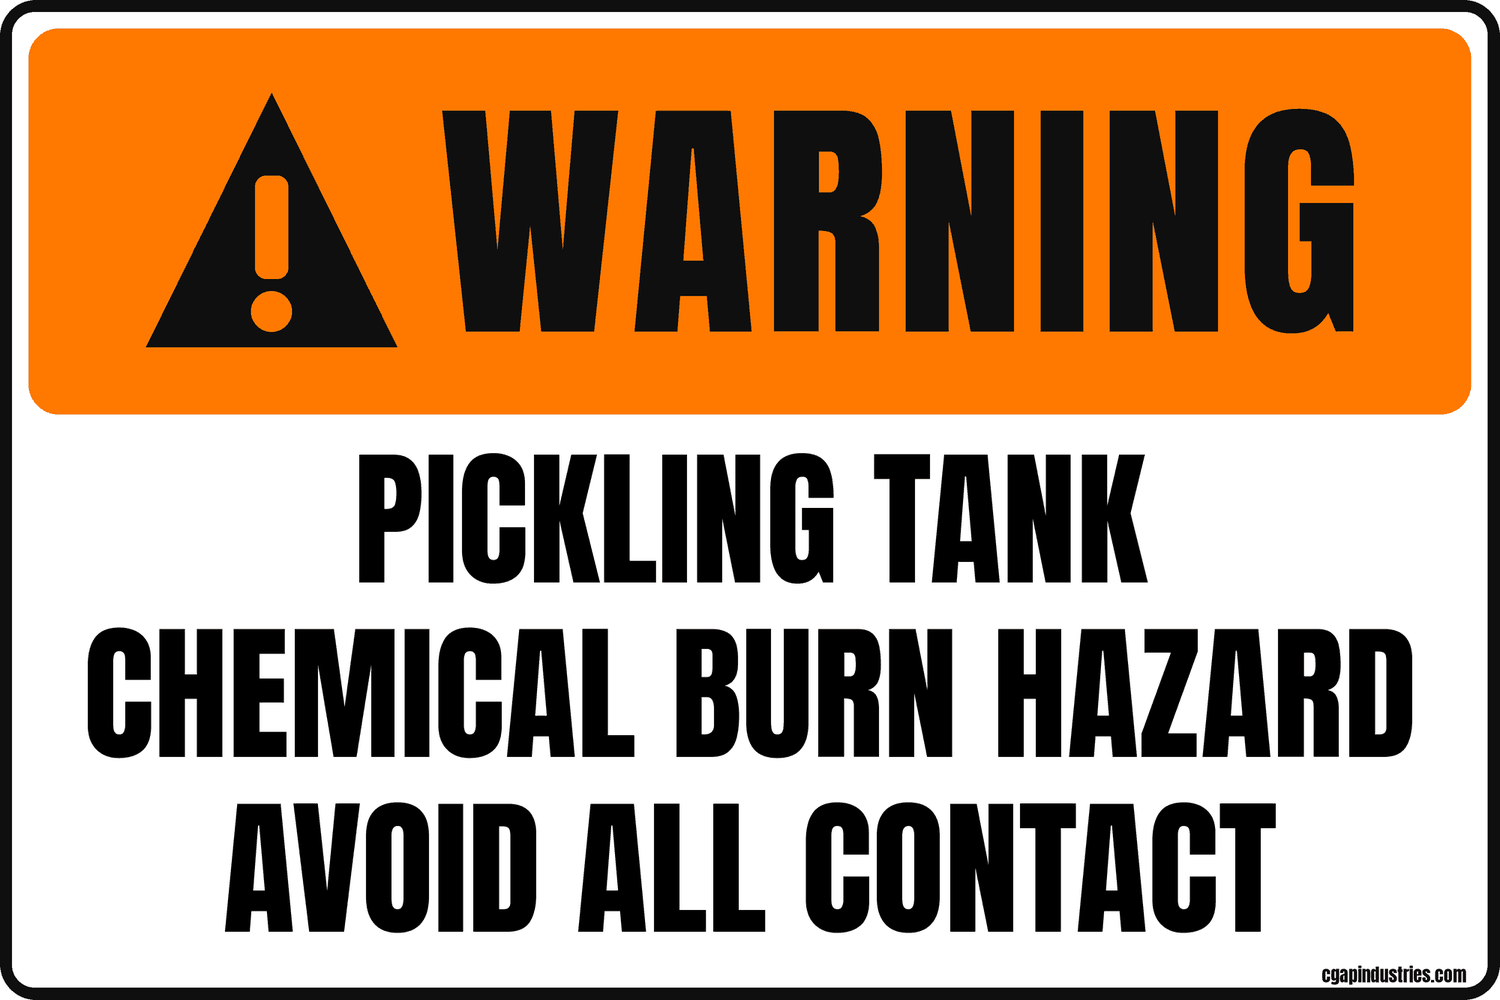 WARNING
PICKLING TANK
CHEMICAL BURN HAZARD
AVOID ALL CONTACT
cgapindustries.com